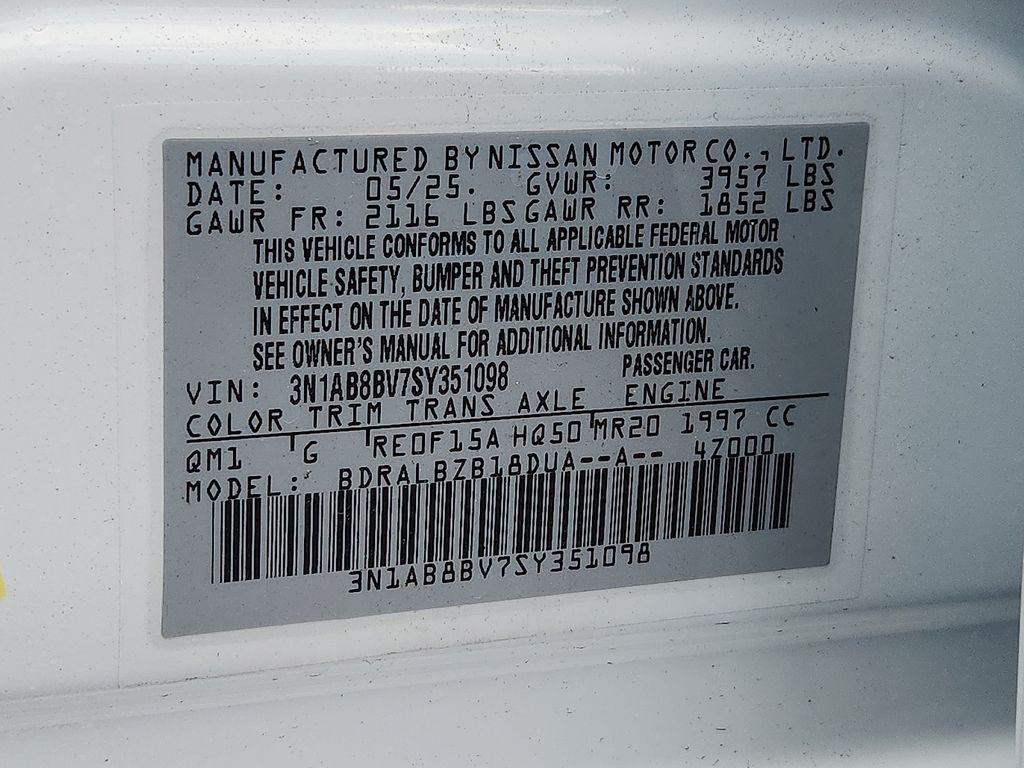 MANUFACTURED BY NISSAN MOTOR CO., LTD.
DATE: 05/25. GVWR: 3957 LBS
GAWR FR: 2116 LBS GAWR RR: 1852 LBS
THIS VEHICLE CONFORMS TO ALL APPLICABLE FEDERAL MOTOR
VEHICLE SAFETY, BUMPER AND THEFT PREVENTION STANDARDS
IN EFFECT ON THE DATE OF MANUFACTURE SHOWN ABOVE.
SEE OWNER'S MANUAL FOR ADDITIONAL INFORMATION.
PASSENGER CAR.
VIN: 3N1AB8BV7SY351098
COLOR TRIM TRANS AXLE ENGINE
QM1 G RE0F15A HQ50 MR20 1997 CC
MODEL: BDRALBZB18DUA--A-- 47000
3N1AB8BV7SY351098